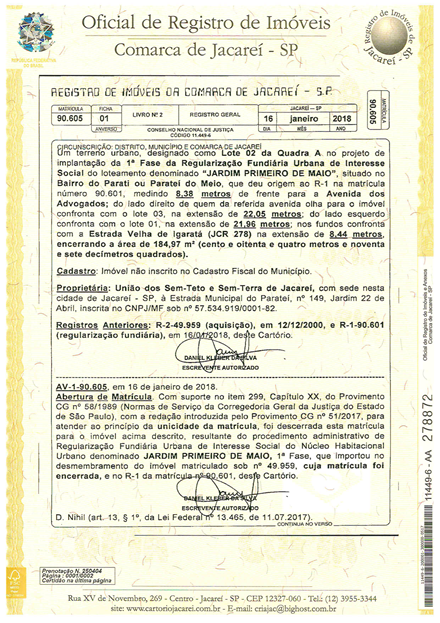 Oficial de Registro de Imóveis
Comarca de Jacareí - SP
Registro de Imóveis de
Jacareí - SP
REPÚBLICA FEDERATIVA
DO BRASIL
REGISTRO DE IMÓVEIS DA COMARCA DE JACAREÍ - S.P.
MATRÍCULA
90.605
FICHA
01
ANVERSO
LIVRO Nº 2
REGISTRO GERAL
CONSELHO NACIONAL DE JUSTIÇA
CÓDIGO 11.449-6
JACAREÍ – SP
16 janeiro 2018
DIA MÊS ANO
MATRÍCULA
90.605
CIRCUNSCRIÇÃO: DISTRITO, MUNICÍPIO E COMARCA DE JACAREÍ
Um terreno urbano, designado como Lote 02 da Quadra A no projeto de
implantação da 1ª Fase da Regularização Fundiária Urbana de Interesse
Social do loteamento denominado "JARDIM PRIMEIRO DE MAIO", situado no
Bairro do Parati ou Parateí do Meio, que deu origem ao R-1 na matrícula
número 90.601, medindo 8,38 metros de frente para a Avenida dos
Advogados; do lado direito de quem da referida avenida olha para o imóvel
confronta com o lote 03, na extensão de 22,05 metros; do lado esquerdo
confronta com o lote 01, na extensão de 21,96 metros; nos fundos confronta
com a Estrada Velha de Igaratá (JCR 278) na extensão de 8,44 metros,
encerrando a área de 184,97 m² (cento e oitenta e quatro metros e noventa
e sete decímetros quadrados).
Cadastro: Imóvel não inscrito no Cadastro Fiscal do Município.
Proprietária: União dos Sem-Teto e Sem-Terra de Jacareí, com sede nesta
cidade de Jacareí - SP, à Estrada Municipal do Parateí, nº 149, Jardim 22 de
Abril, inscrita no CNPJ/MF sob nº 57.534.919/0001-82.
Registros Anteriores: R-2-49.959 (aquisição), em 12/12/2000, e R-1-90.601
(regularização fundiária), em 16/01/2018, deste Cartório.
DANIEL KLEBER DA SILVA
ESCREVENTE AUTORIZADO
AV-1-90.605, em 16 de janeiro de 2018.
Abertura de Matrícula. Com suporte no item 299, Capítulo XX, do Provimento
CG nº 58/1989 (Normas de Serviço da Corregedoria Geral da Justiça do Estado
de São Paulo), com a redação introduzida pelo Provimento CG nº 51/2017, para
atender ao princípio da unicidade da matrícula, foi descerrada esta matrícula
para o imóvel acima descrito, resultante do procedimento administrativo de
Regularização Fundiária Urbana de Interesse Social do Núcleo Habitacional
Urbano denominado JARDIM PRIMEIRO DE MAIO, 1ª Fase, que importou no
desmembramento do imóvel matriculado sob nº 49.959, cuja matrícula foi
encerrada, e no R-1 da matrícula nº 90.601, deste Cartório.
DANIEL KLEBER DA SILVA
ESCREVENTE AUTORIZADO
D. Nihil (art. 13, § 1º, da Lei Federal nº 13.465, de 11.07.2017).
CONTINUA NO VERSO
Prenotação N. 250404
Página : 0001/0002
Certidão na última página
Oficial de Registro de Imóveis e Anexos
Comarca de Jacareí - SP
11449-6 - AA 278872
FSC
Rua XV de Novembro, 269 - Centro - Jacareí - SP - CEP 12327-060 - Tel.: (12) 3955-3344
site: www.cartoriojacarei.com.br - E-mail: criajac@bighost.com.br